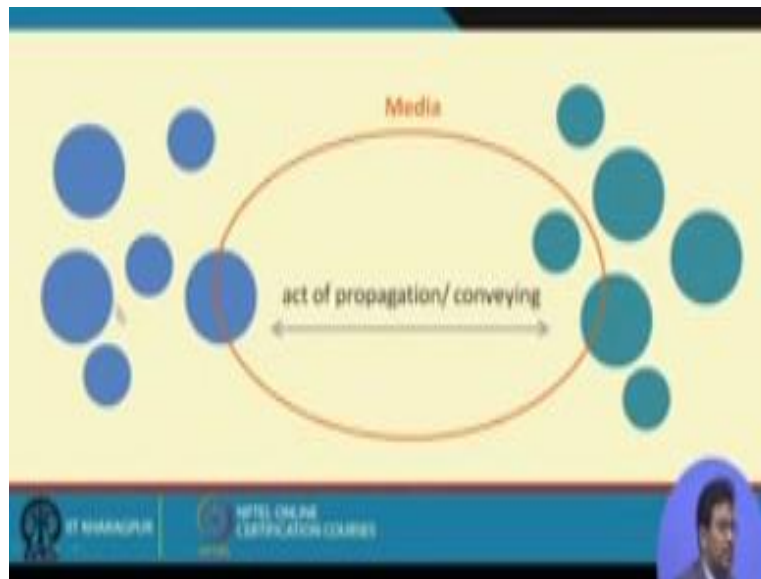 Media
act of propagation/ conveying
IIT KHARAGPUR
NPTEL ONLINE
CERTIFICATION COURSES